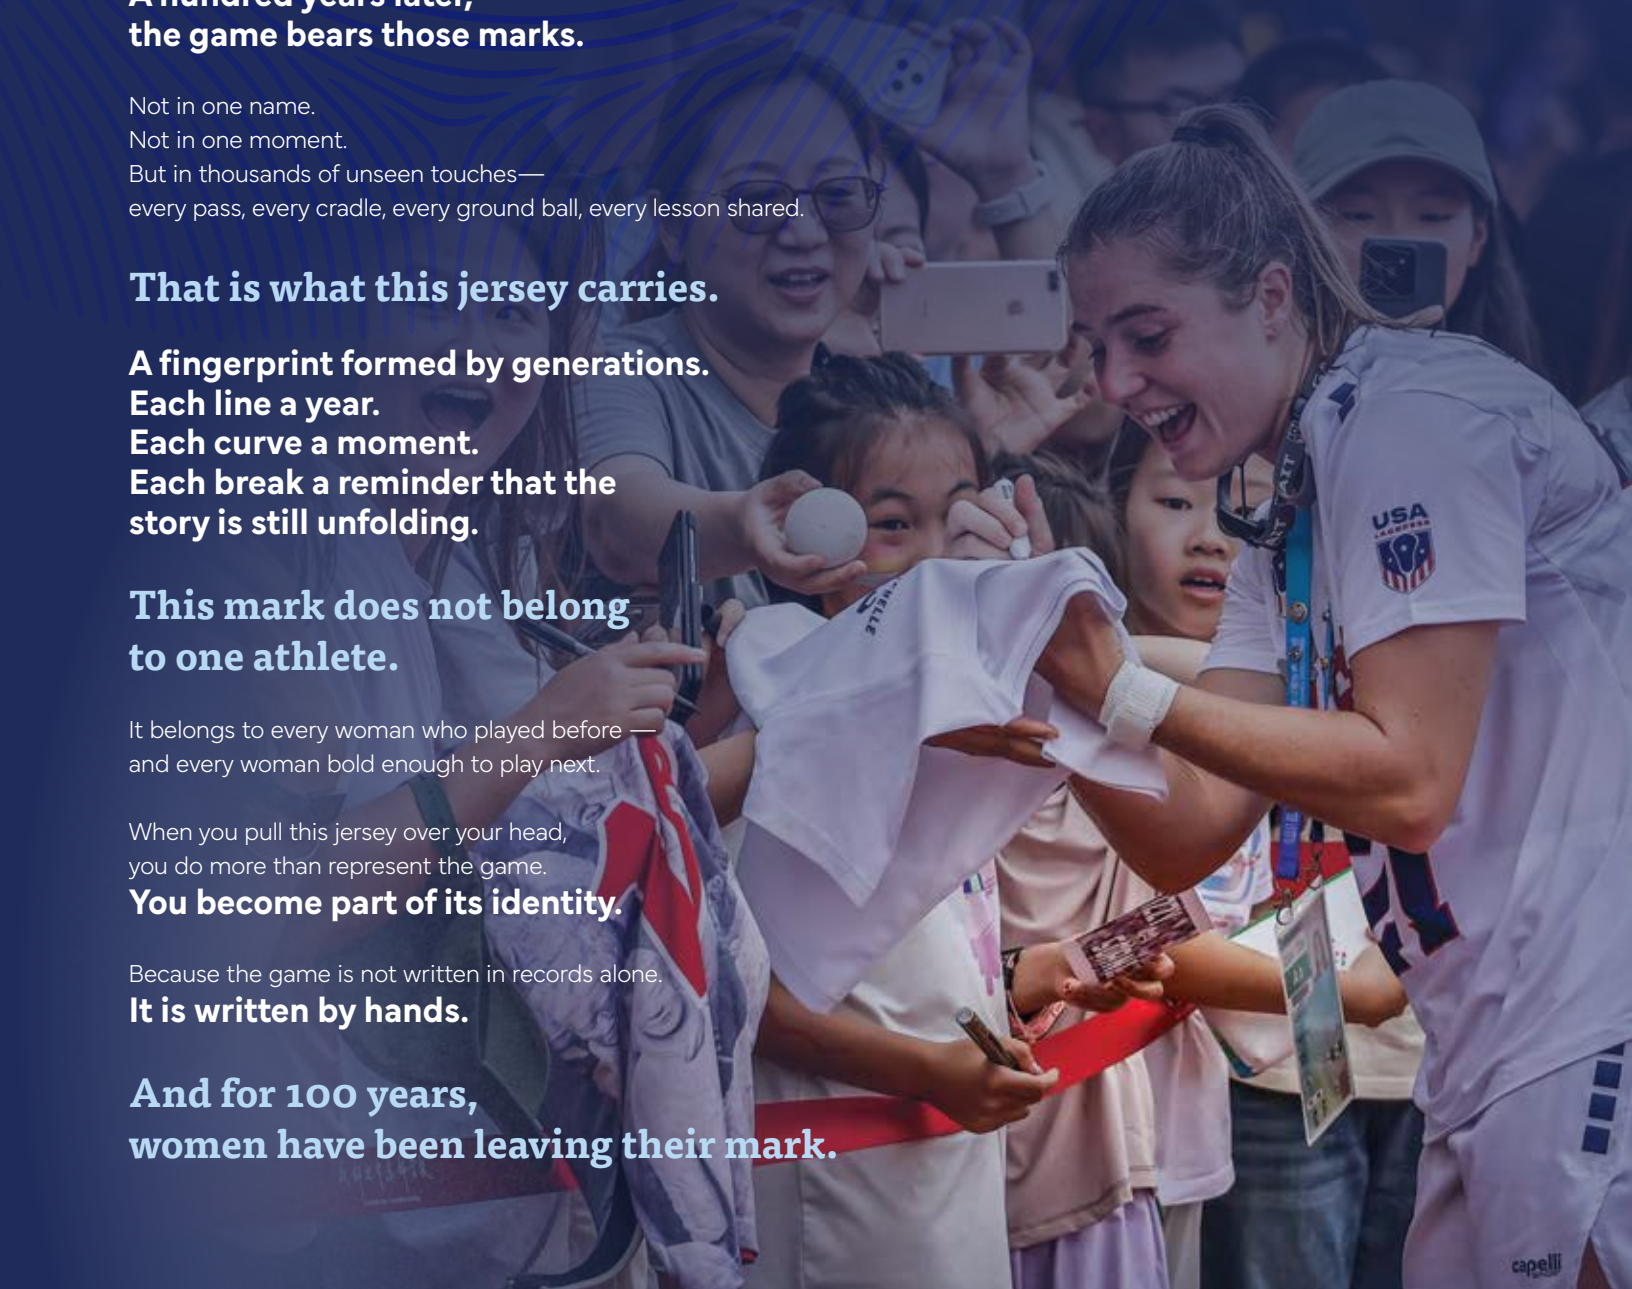 A hundred years later,
the game bears those marks.
Not in one name.
Not in one moment.
But in thousands of unseen touches—
every pass, every cradle, every ground ball, every lesson shared.
That is what this jersey carries.
A fingerprint formed by generations.
Each line a year.
Each curve a moment.
Each break a reminder that the
story is still unfolding.
This mark does not belong
to one athlete.
It belongs to every woman who played before —
and every woman bold enough to play next.
When you pull this jersey over your head,
you do more than represent the game.
You become part of its identity.
Because the game is not written in records alone.
It is written by hands.
And for 100 years,
women have been leaving their mark.
USA
LACROSSE
capelli